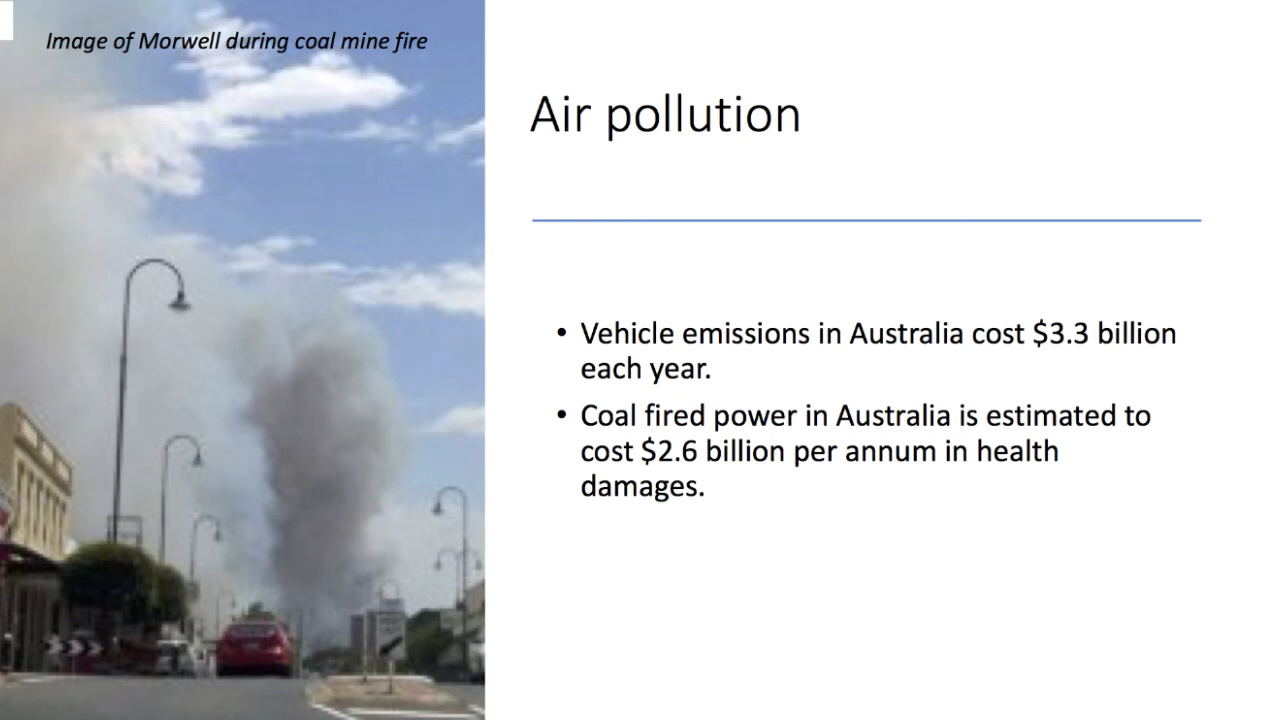 Image of Morwell during coal mine fire
Air pollution
• Vehicle emissions in Australia cost $3.3 billion
each year.
• Coal fired power in Australia is estimated to
cost $2.6 billion per annum in health
damages.